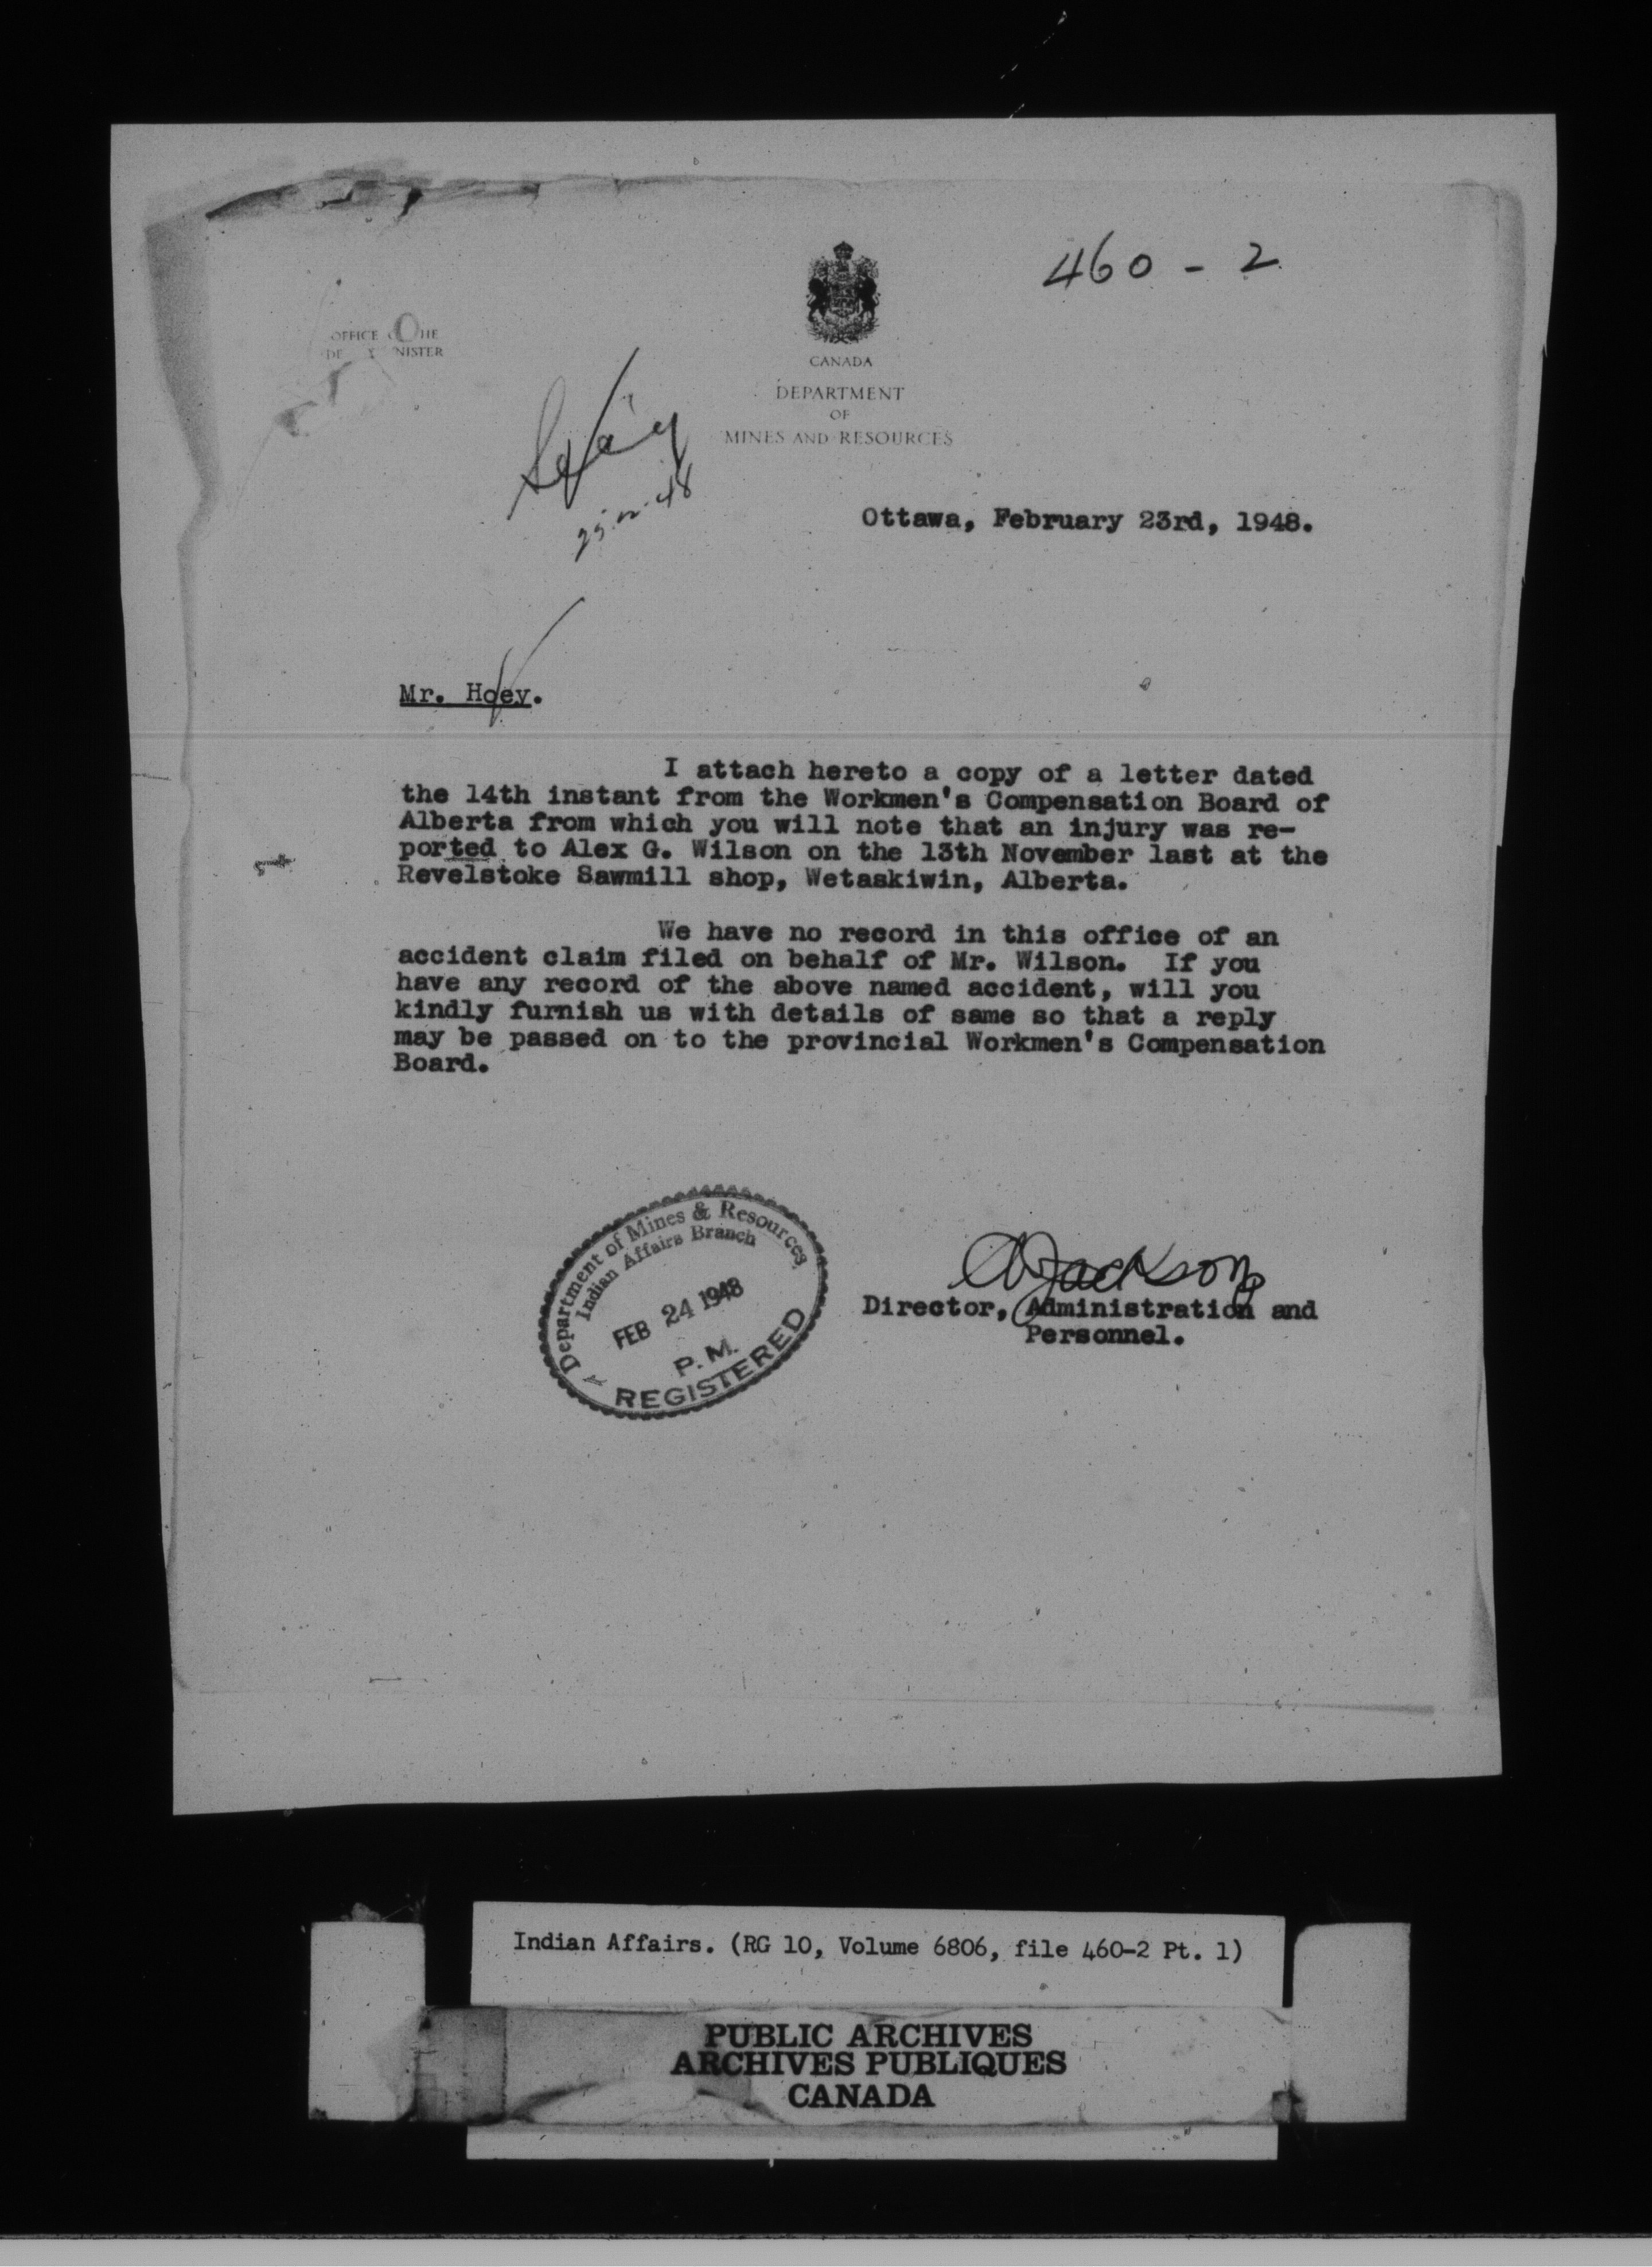 460 - 2
OFFICE HE
DE Y NISTER
CANADA
DEPARTMENT
OF
MINES AND RESOURCES
48
Ottawa, February 23rd, 1948.
Mr. Hoey.
I attach hereto a copy of a letter dated
the 14th instant from the Workmen's Compensation Board of
Alberta from which you will note that an injury was re-
ported to Alex G. Wilson on the 13th November last at the
Revelstoke Sawmill shop, Wetaskiwin, Alberta.
We have no record in this office of an
accident claim filed on behalf of Mr. Wilson. If you
have any record of the above named accident, will you
kindly furnish us with details of same so that a reply
may be passed on to the provincial Workmen's Compensation
Board.
Department of Mines & Resources
Indian Affairs Branch
FEB 24 1948
P. M.
REGISTERED
Jackson
Director, Administration and
Personnel.
Indian Affairs. (RG 10, Volume 6806, file 460-2 Pt. 1)
PUBLIC ARCHIVES
ARCHIVES PUBLIQUES
CANADA